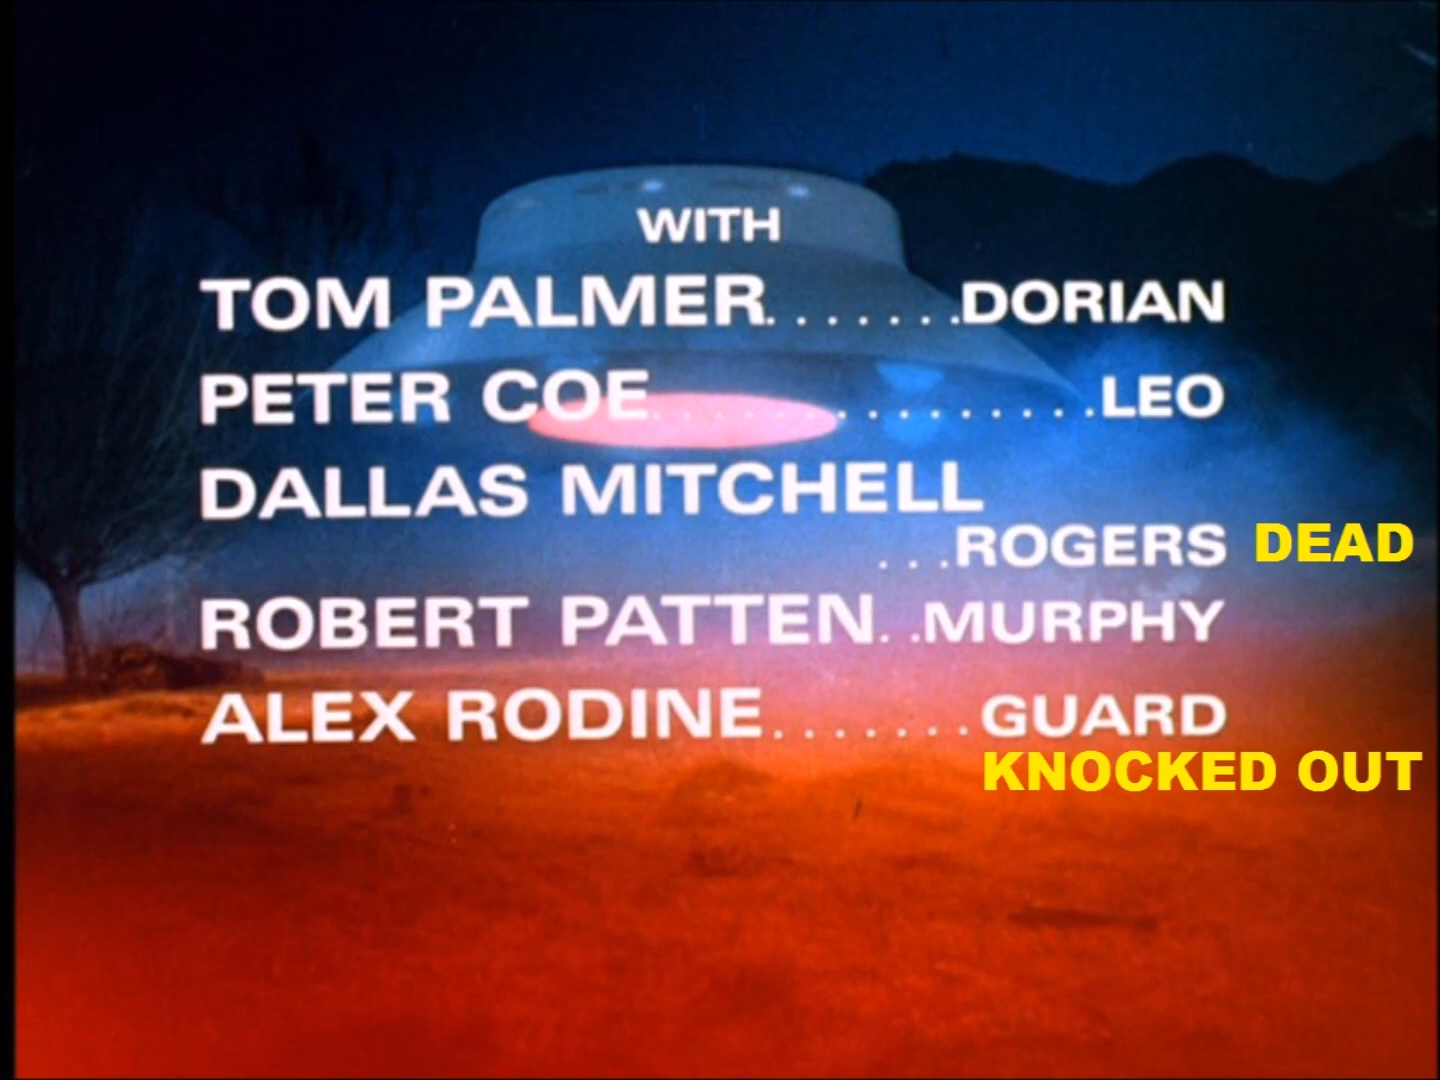 WITH
TOM PALMER.......DORIAN
PETER COE................LEO
DALLAS MITCHELL
...ROGERS DEAD
ROBERT PATTEN..MURPHY
ALEX RODINE.......GUARD
KNOCKED OUT